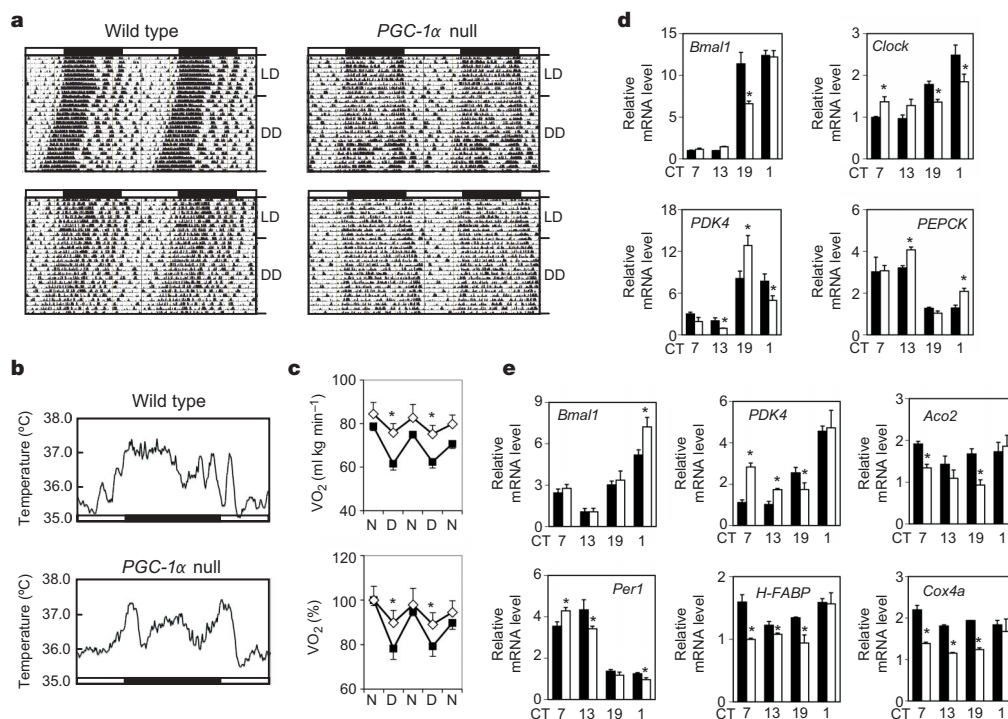 a
Wild type
PGC-1α null
LD
DD
LD
DD
LD
DD
LD
DD
b
Wild type
Temperature (ºC)
38.0
37.0
36.0
35.0
PGC-1α null
Temperature (ºC)
38.0
37.0
36.0
35.0
c
VO2 (ml kg min–1)
100
80
60
40
* *
N D N D N
VO2 (%)
120
100
80
60
* *
N D N D N
d
Bmal1
Relative
mRNA level
15
10
5
0
*
CT 7 13 19 1
Clock
Relative
mRNA level
3
2
1
0
* * *
7 13 19 1
PDK4
Relative
mRNA level
18
12
6
0
* * *
CT 7 13 19 1
PEPCK
Relative
mRNA level
6
4
2
0
* *
7 13 19 1
e
Bmal1
Relative
mRNA level
9
6
3
0
*
CT 7 13 19 1
PDK4
Relative
mRNA level
6
4
2
0
* * *
7 13 19 1
Aco2
Relative
mRNA level
3
2
1
0
* *
7 13 19 1
Per1
Relative
mRNA level
6
4
2
0
* * *
CT 7 13 19 1
H-FABP
Relative
mRNA level
2
1
0
* * *
7 13 19 1
Cox4a
Relative
mRNA level
3
2
1
0
* * *
7 13 19 1